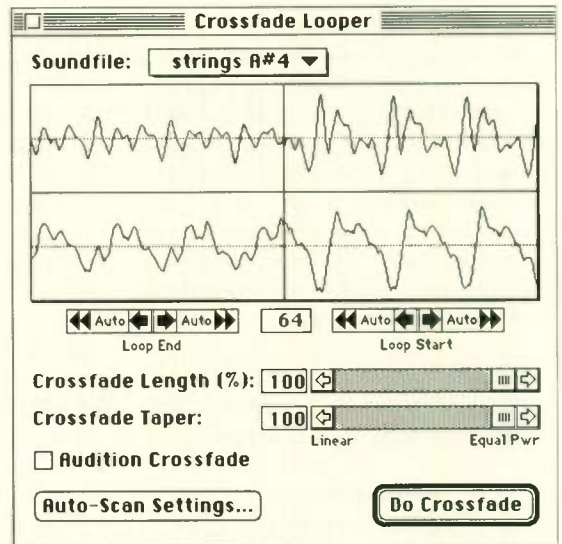 Crossfade Looper
Soundfile: strings A#4
Auto Auto 64 Auto Auto
Loop End Loop Start
Crossfade Length (%): 100
Crossfade Taper: 100
Linear Equal Pwr
Audition Crossfade
Auto-Scan Settings... Do Crossfade